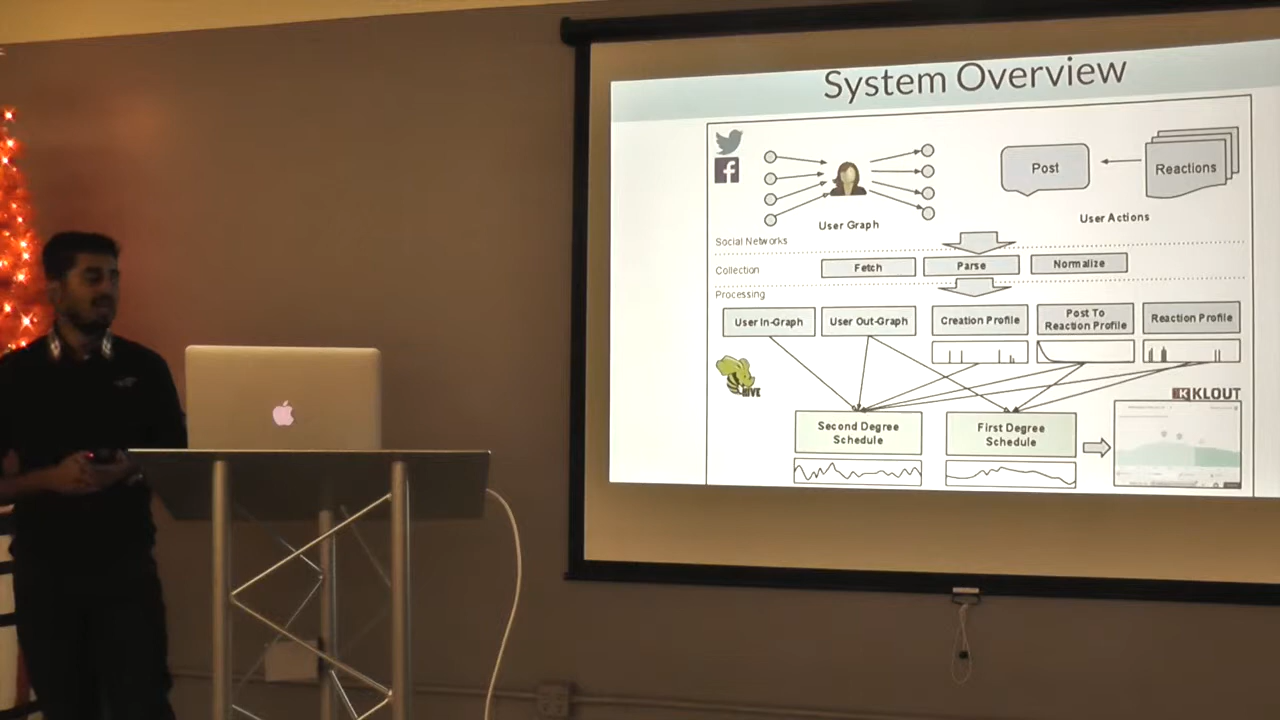 System Overview
Post
Reactions
User Graph
User Actions
Social Networks
Collection
Fetch
Parse
Normalize
Processing
User In-Graph
User Out-Graph
Creation Profile
Post To
Reaction Profile
Reaction Profile
HIVE
KLOUT
Second Degree
Schedule
First Degree
Schedule